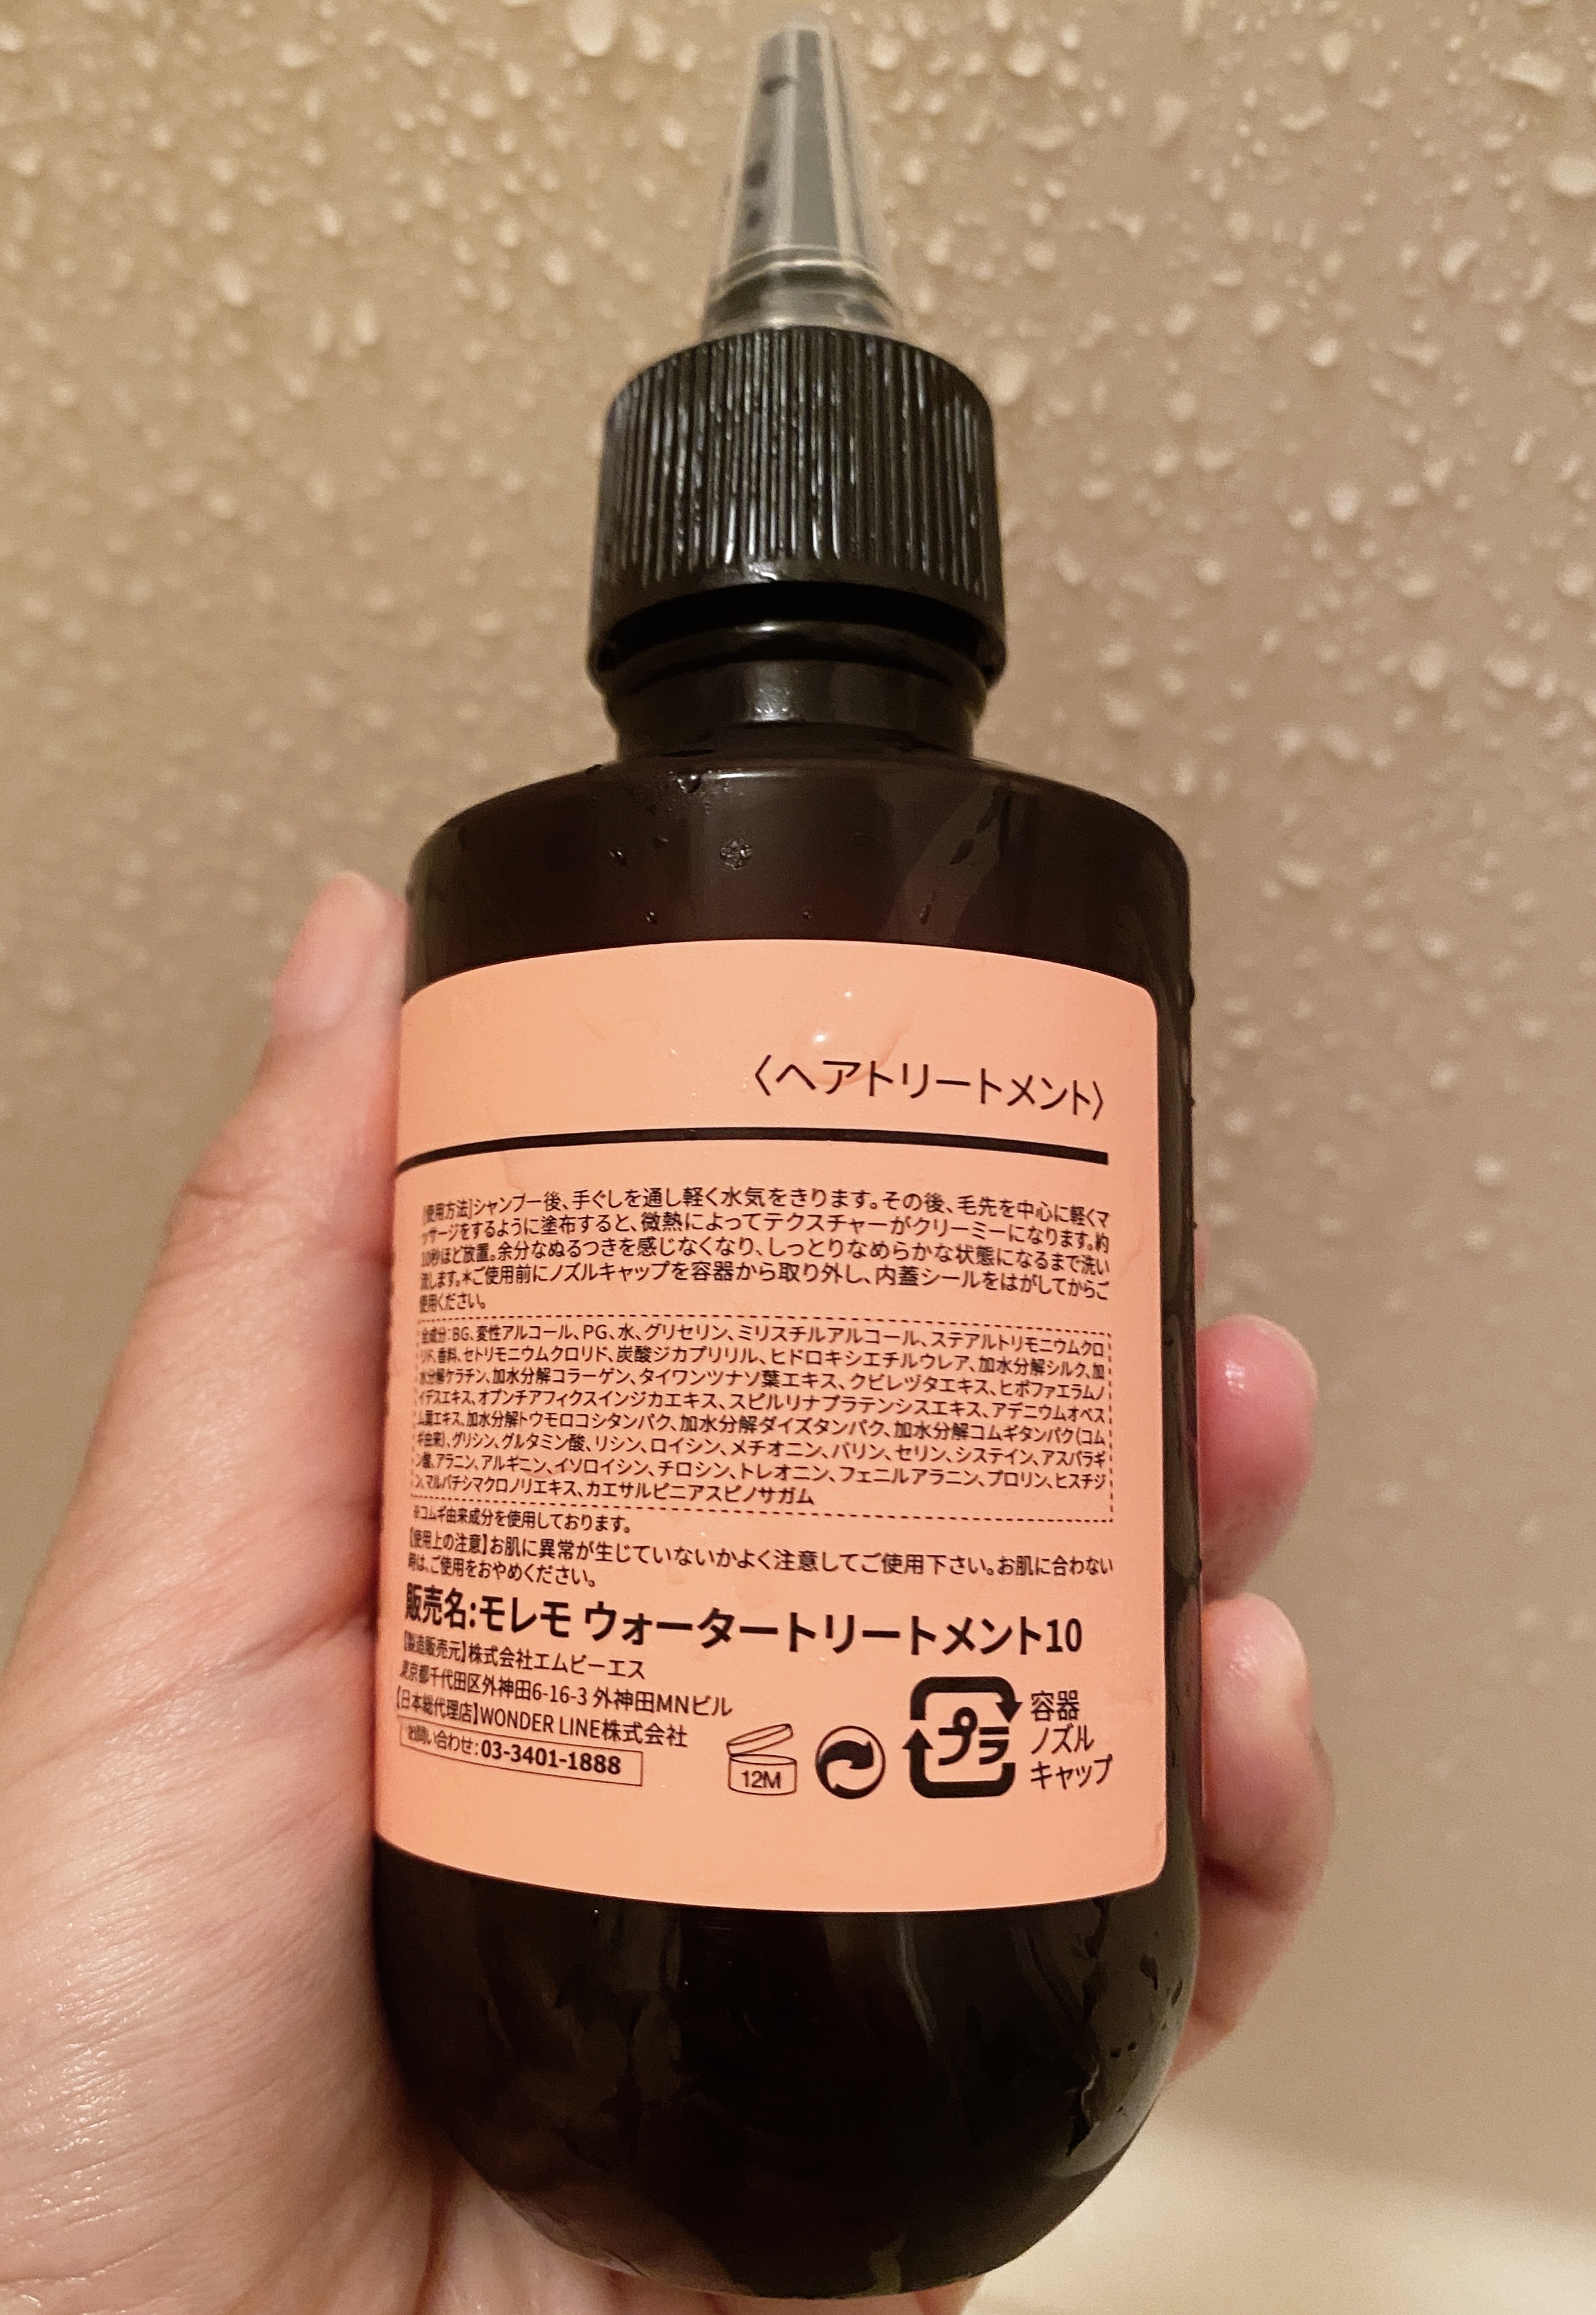 〈ヘアトリートメント〉
[使用方法]シャンプー後、手ぐしを通し軽く水気をきります。その後、毛先を中心に軽くマ
ッサージをするように塗布すると、微熱によってテクスチャーがクリーミーになります。約
10秒ほど放置。余分なぬるつきを感じなくなり、しっとりなめらかな状態になるまで洗い
流します。*ご使用前にノズルキャップを容器から取り外し、内蓋シールをはがしてからご
使用ください。
全成分:BG、変性アルコール、PG、水、グリセリン、ミリスチルアルコール、ステアルトリモニウムクロ
リド、香料、セトリモニウムクロリド、炭酸ジカプリリル、ヒドロキシエチルウレア、加水分解シルク、加
水分解ケラチン、加水分解コラーゲン、タイワンツナソ葉エキス、クビレヅタエキス、ヒポファエラムノ
イデスエキス、オプンチアフィクスインジカエキス、スピルリナプラテンシスエキス、アデニウムオベス
ム葉エキス、加水分解トウモロコシタンパク、加水分解ダイズタンパク、加水分解コムギタンパク(コム
ギ由来)、グリシン、グルタミン酸、リシン、ロイシン、メチオニン、バリン、セリン、システイン、アスパラギ
ン酸、アラニン、アルギニン、イソロイシン、チロシン、トレオニン、フェニルアラニン、プロリン、ヒスチジ
ン、マルバチシマクロノリエキス、カエサルピニアスピノサガム
※コムギ由来成分を使用しております。
【使用上の注意】お肌に異常が生じていないかよく注意してご使用下さい。お肌に合わない
時は、ご使用をおやめください。
販売名:モレモ ウォータートリートメント10
【製造販売元】株式会社エムビーエス
東京都千代田区外神田6-16-3 外神田MNビル
【日本総代理店】WONDER LINE株式会社
お問い合わせ:03-3401-1888
12M
プラ
容器
ノズル
キャップ